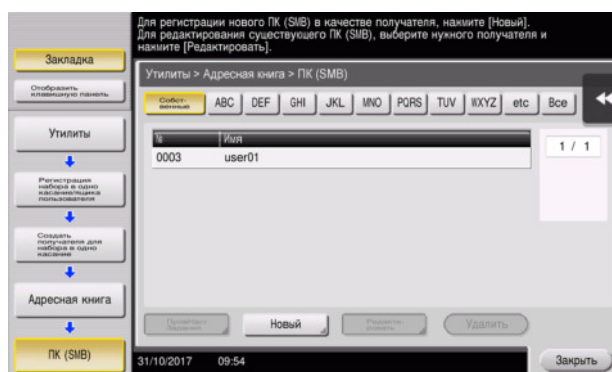 Для регистрации нового ПК (SMB) в качестве получателя, нажмите [Новый].
Для редактирования существующего ПК (SMB), выберите нужного получателя и
нажмите [Редактировать].
Закладка
Отобразить
клавишную панель
Утилиты > Адресная книга > ПК (SMB)
Собст-
венные
ABC
DEF
GHI
JKL
MNO
PQRS
TUV
WXYZ
etc
Все
Утилиты
№ Имя
0003 user01
1 / 1
Регистрация
набора в одно
касание/ящика
пользователя
Создать
получателя для
набора в одно
касание
Адресная книга
Новый
Редакти-
ровать
Удалить
ПК (SMB)
31/10/2017 09:54
Закрыть